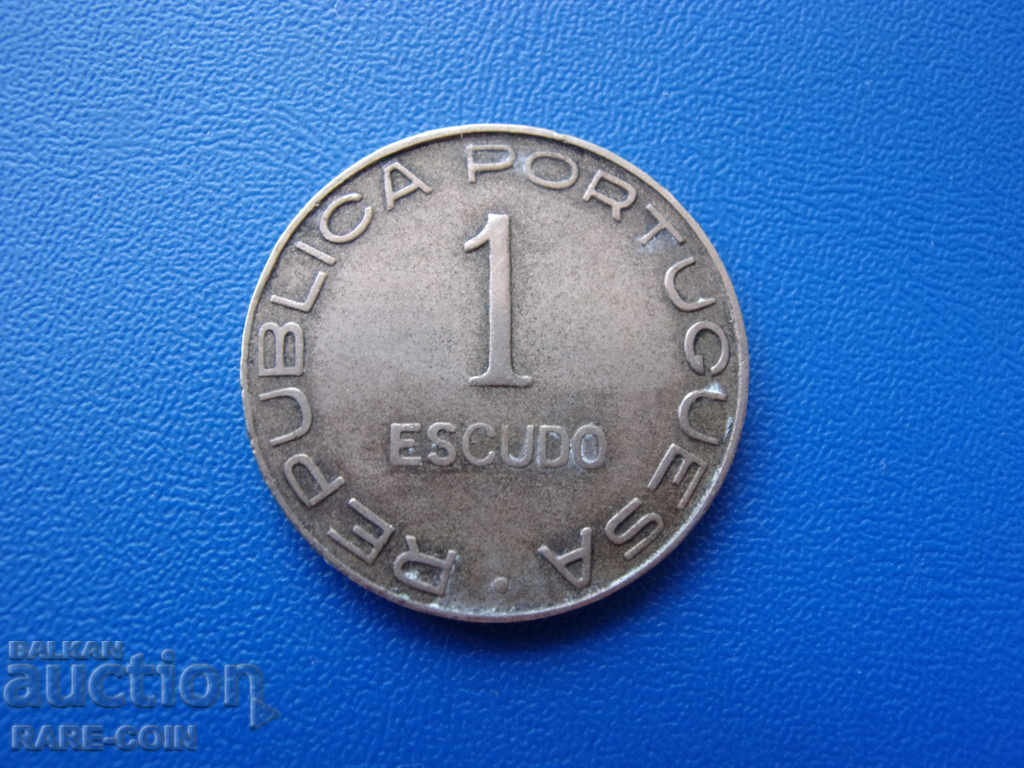 REPUBLICA PORTUGUESA
1
ESCUDO
BALKAN
auction
RARE-COIN